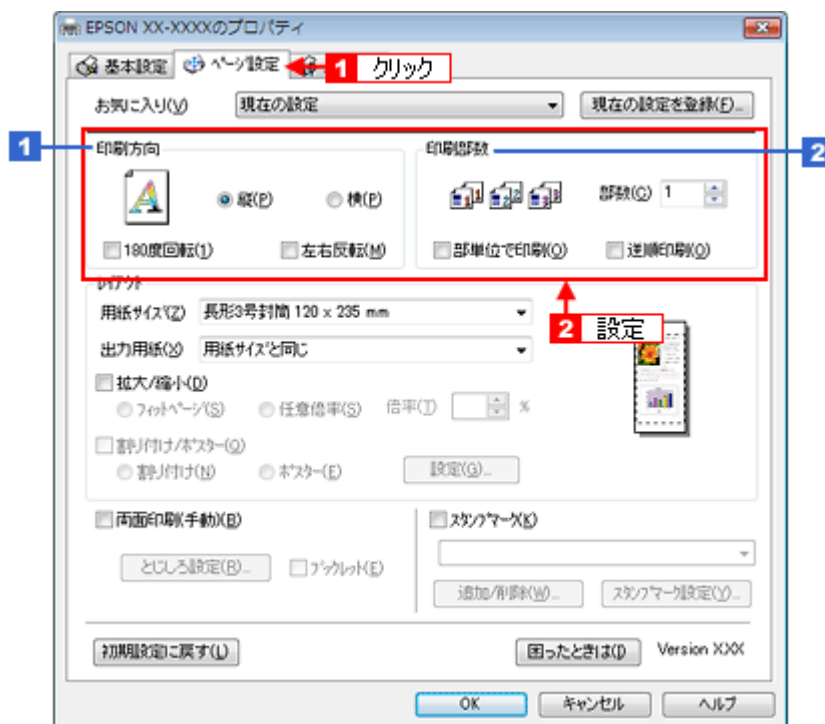 EPSON XX-XXXXのプロパティ
基本設定 ページ設定 1 クリック
お気に入り(V) 現在の設定 現在の設定を登録(F)...
1 印刷方向 印刷部数 2
縦(P) 横(P) 部数(C) 1
180度回転(1) 左右反転(M) 部単位で印刷(O) 逆順印刷(O)
レイアウト
用紙サイズ(Z) 長形3号封筒 120 x 235 mm
2 設定
出力用紙(X) 用紙サイズと同じ
拡大/縮小(D)
フィットページ(S) 任意倍率(S) 倍率(T) %
割り付け/ポスター(Q)
割り付け(N) ポスター(E) 設定(G)...
両面印刷(手動)(B) スタンプマーク(K)
とじしろ設定(R)... ブックレット(E)
追加/削除(W)... スタンプマーク設定(Y)...
初期設定に戻す(L) 困ったときは(I) Version XXX
OK キャンセル ヘルプ